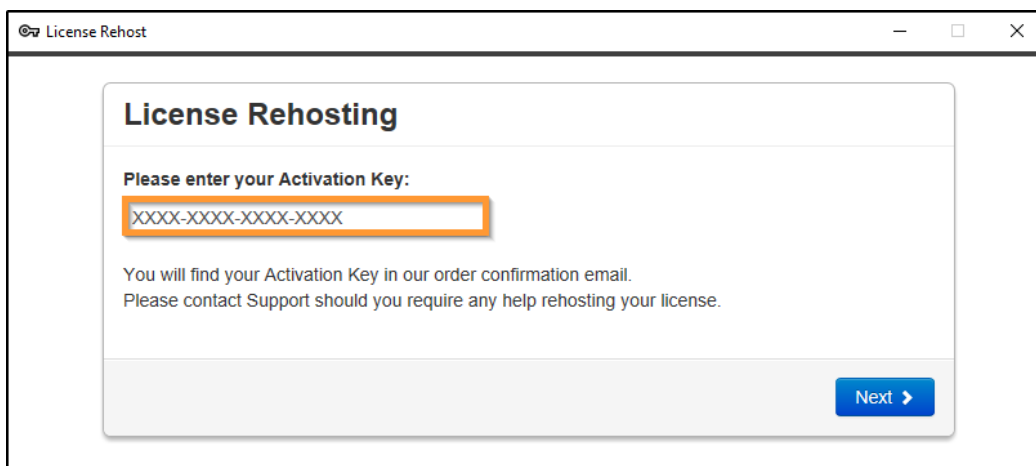 License Rehost
License Rehosting
Please enter your Activation Key:
XXXX-XXXX-XXXX-XXXX
You will find your Activation Key in our order confirmation email.
Please contact Support should you require any help rehosting your license.
Next